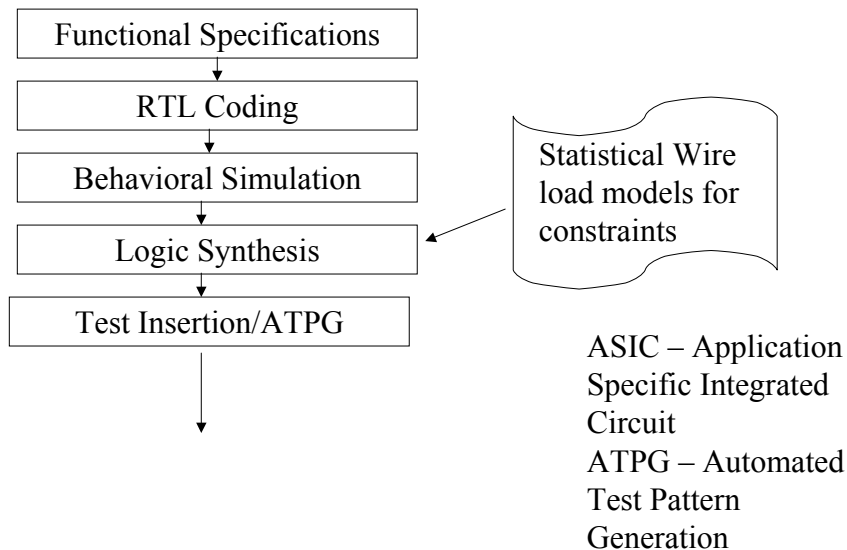 Functional Specifications
RTL Coding
Behavioral Simulation
Logic Synthesis
Test Insertion/ATPG
Statistical Wire
load models for
constraints
ASIC – Application
Specific Integrated
Circuit
ATPG – Automated
Test Pattern
Generation